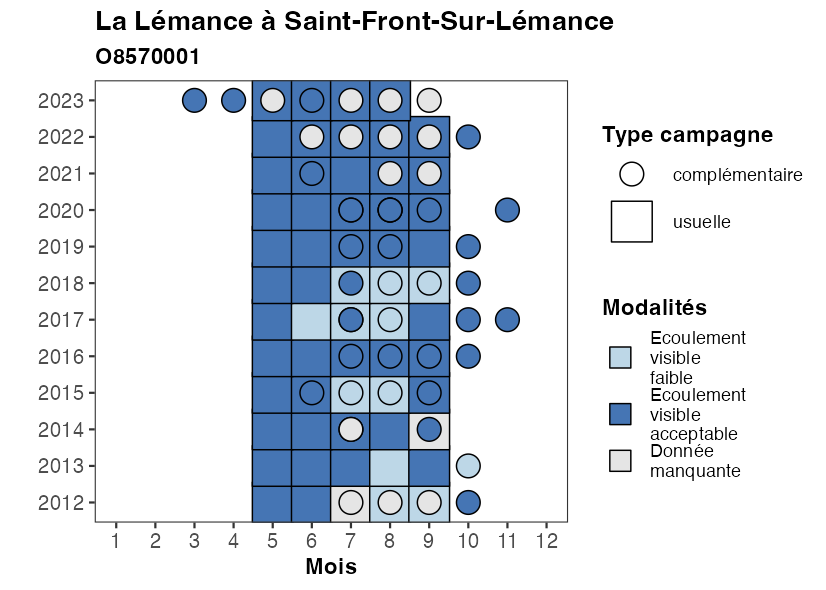 La Lémance à Saint-Front-Sur-Lémance
O8570001
2023
2022
2021
2020
2019
2018
2017
2016
2015
2014
2013
2012
1 2 3 4 5 6 7 8 9 10 11 12
Mois
Type campagne
complémentaire
usuelle
Modalités
Ecoulement
visible
faible
Ecoulement
visible
acceptable
Donnée
manquante